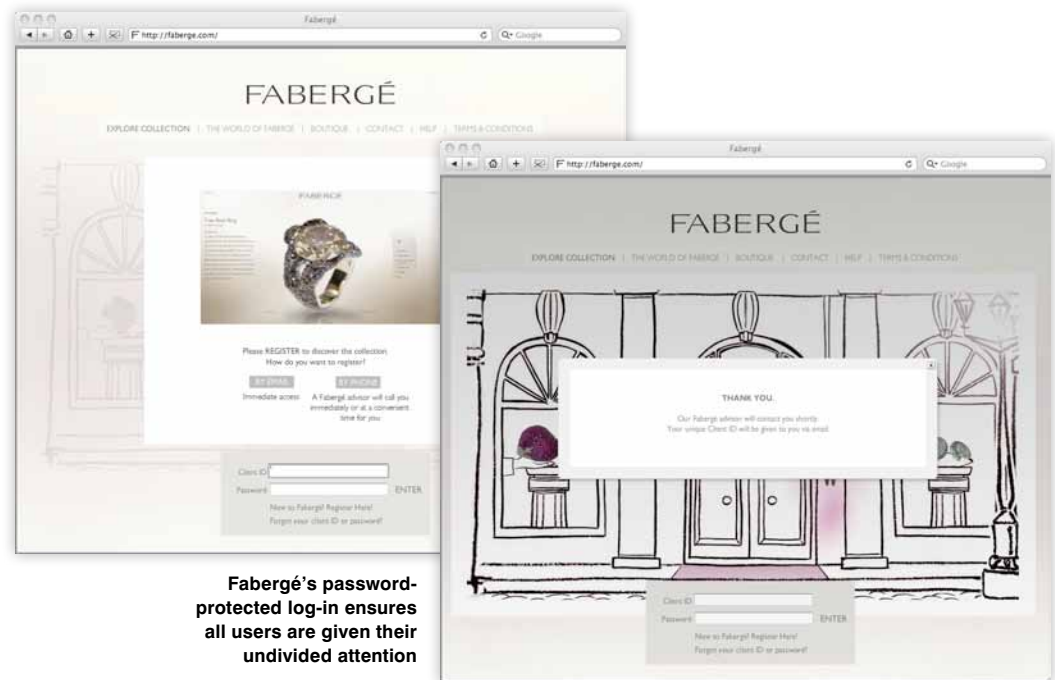 Fabergé
F http://faberge.com/
Q Google
FABERGÉ
EXPLORE COLLECTION | THE WORLD OF FABERGÉ | BOUTIQUE | CONTACT | HELP | TERMS & CONDITIONS
FABERGÉ
Please REGISTER to discover the collection
How do you want to register?
BY EMAIL
BY PHONE
Immediate access
A Fabergé advisor will call you
immediately or at a convenient
time for you
Client ID
Password
ENTER
New to Fabergé? Register Here!
Forgot your client ID or password?
Fabergé
F http://faberge.com/
Q Google
FABERGÉ
EXPLORE COLLECTION | THE WORLD OF FABERGÉ | BOUTIQUE | CONTACT | HELP | TERMS & CONDITIONS
THANK YOU.
Our Fabergé advisor will contact you shortly.
Your unique Client ID will be given to you via email.
Client ID
Password
ENTER
New to Fabergé? Register Here!
Forgot your client ID or password?
Fabergé's password-
protected log-in ensures
all users are given their
undivided attention